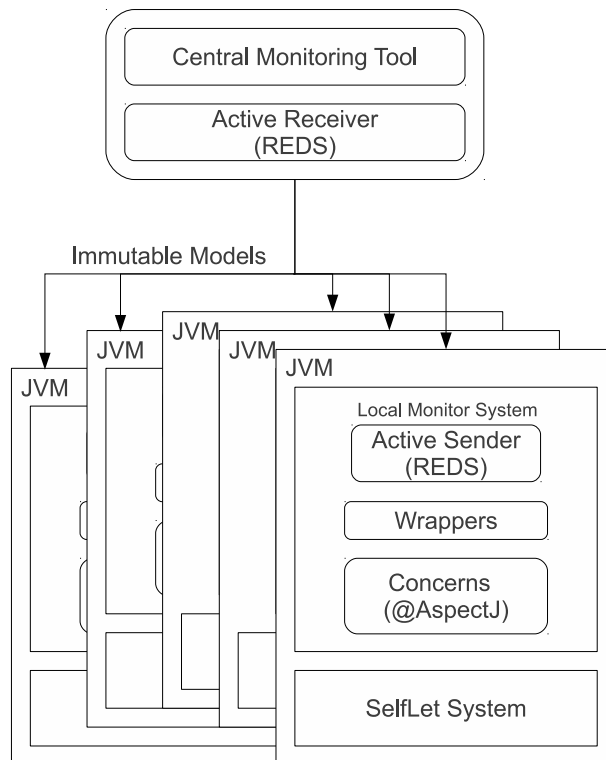 Central Monitoring Tool
Active Receiver
(REDS)
Immutable Models
JVM
JVM
JVM
JVM
JVM
Local Monitor System
Active Sender
(REDS)
Wrappers
Concerns
(@AspectJ)
SelfLet System